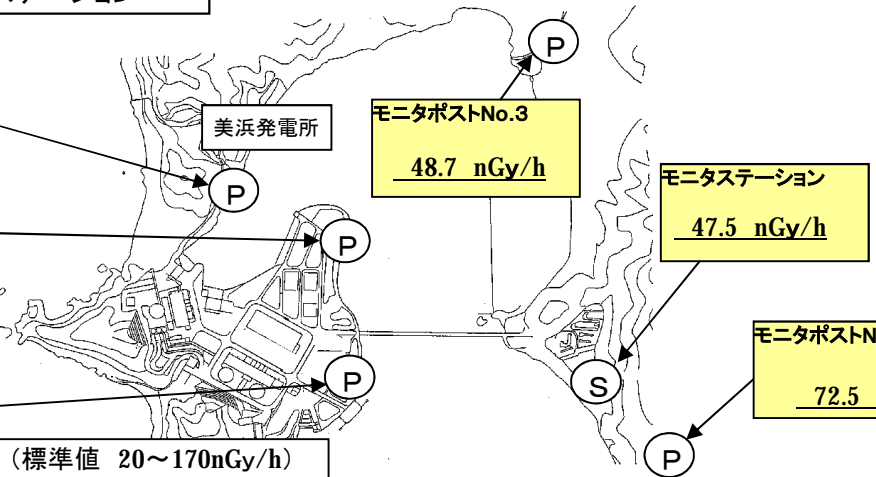 美浜発電所
P
モニタポストNo.3
48.7 nGy/h
P
P
モニタステーション
47.5 nGy/h
P
S
モニタポストN
72.5
P
(標準値 20～170nGy/h)